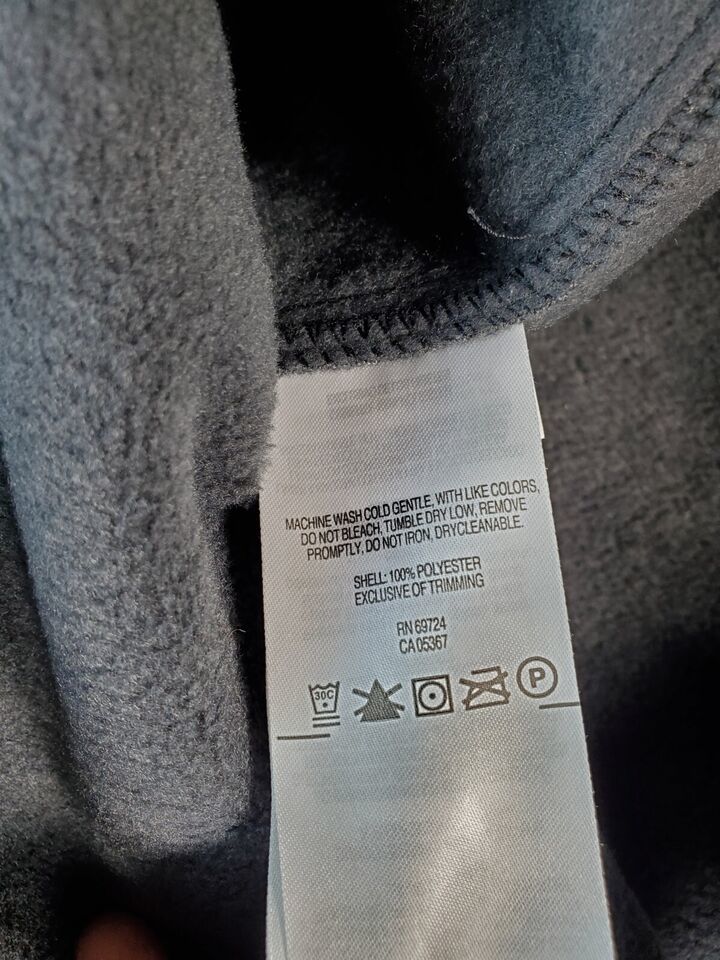 MACHINE WASH COLD GENTLE, WITH LIKE COLORS,
DO NOT BLEACH, TUMBLE DRY LOW, REMOVE
PROMPTLY, DO NOT IRON, DRYCLEANABLE.
SHELL: 100% POLYESTER
EXCLUSIVE OF TRIMMING
RN 69724
CA 05367
30C P